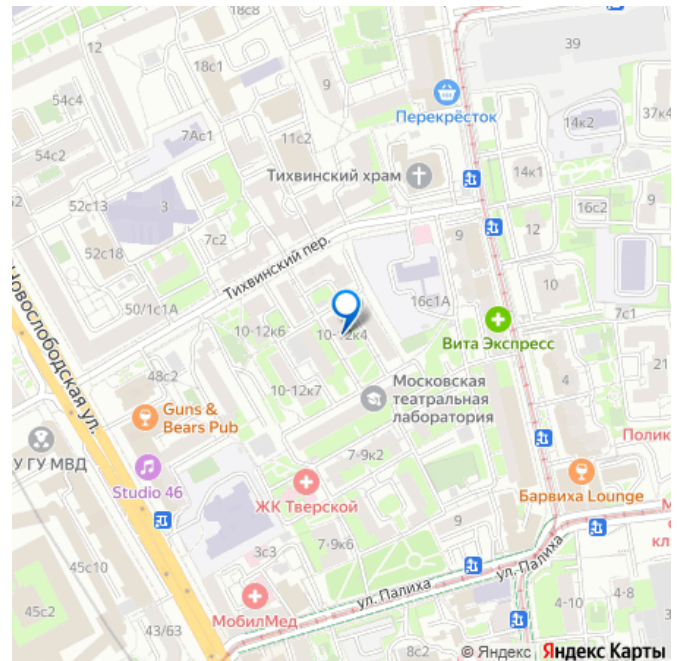 18с8
12
39
18с1
9
54с4
Перекрёсток
37к4
7Ас1
11с2
14к2
54с2
Тихвинский храм
14к1
52с13
3
16с2
9
12
7с2
52с18
Тихвинский пер.
10
16с1А
7с1
50/1с1А
10-12к6
10-12к4
Вита Экспресс
Новослободская ул.
48с2
21
4
10-12к7
Московская
театральная
лаборатория
Guns &
Bears Pub
Полик
У ГУ МВД
7-9к2
Studio 46
Барвиха Lounge
ЖК Тверской
9
3с3
7-9к6
45с10
ул. Палиха
ул. Палиха
45с2
МобилМед
4-10
4-8
43/63
8с2
© Яндекс Яндекс Карты